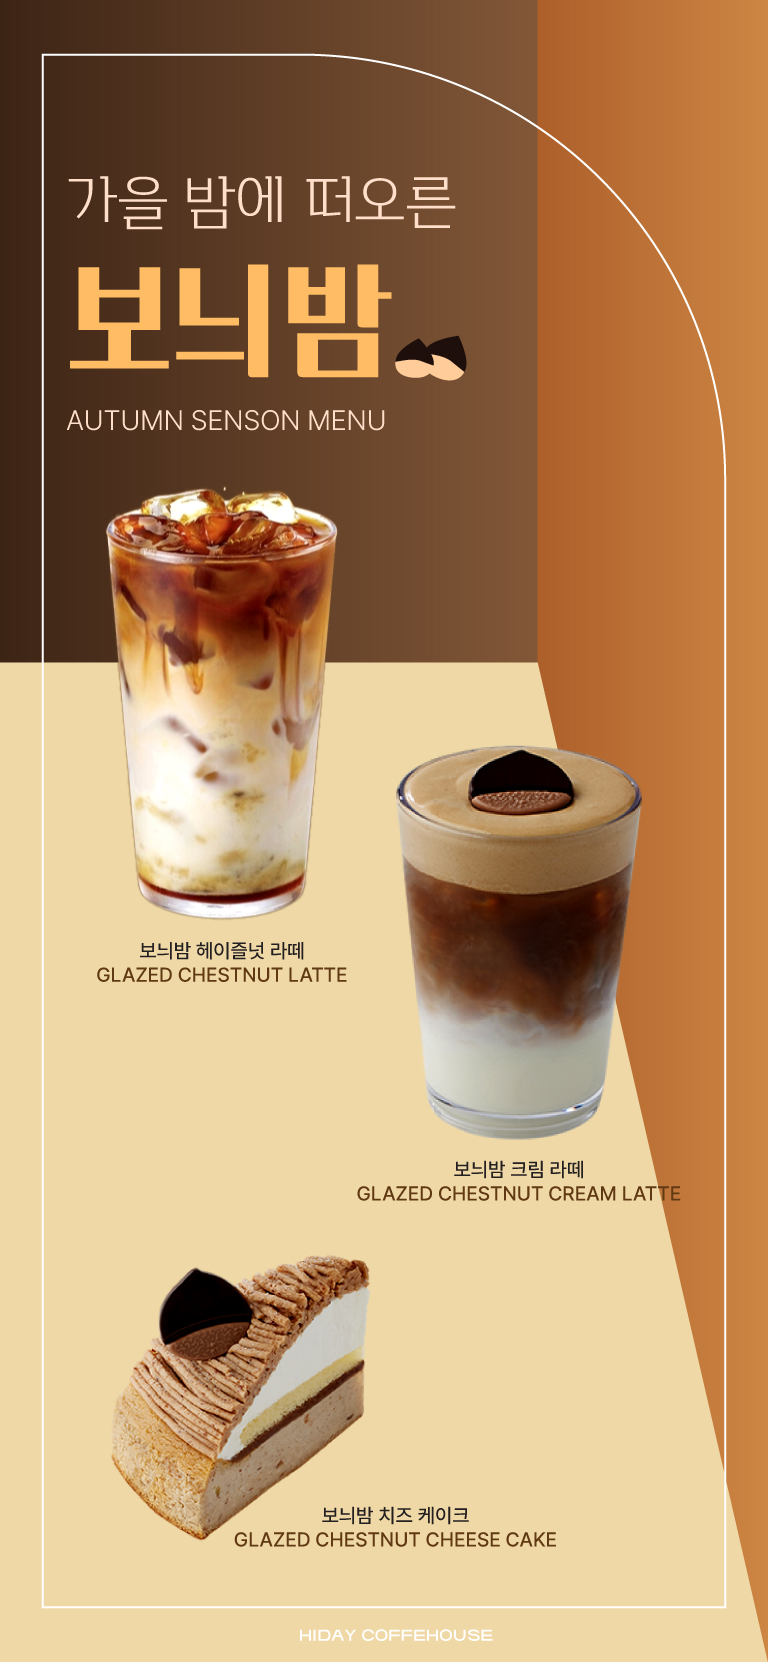 가을 밤에 떠오른
보늬밤
AUTUMN SENSON MENU
보늬밤 헤이즐넛 라떼
GLAZED CHESTNUT LATTE
보늬밤 크림 라떼
GLAZED CHESTNUT CREAM LATTE
보늬밤 치즈 케이크
GLAZED CHESTNUT CHEESE CAKE
HIDAY COFFEHOUSE